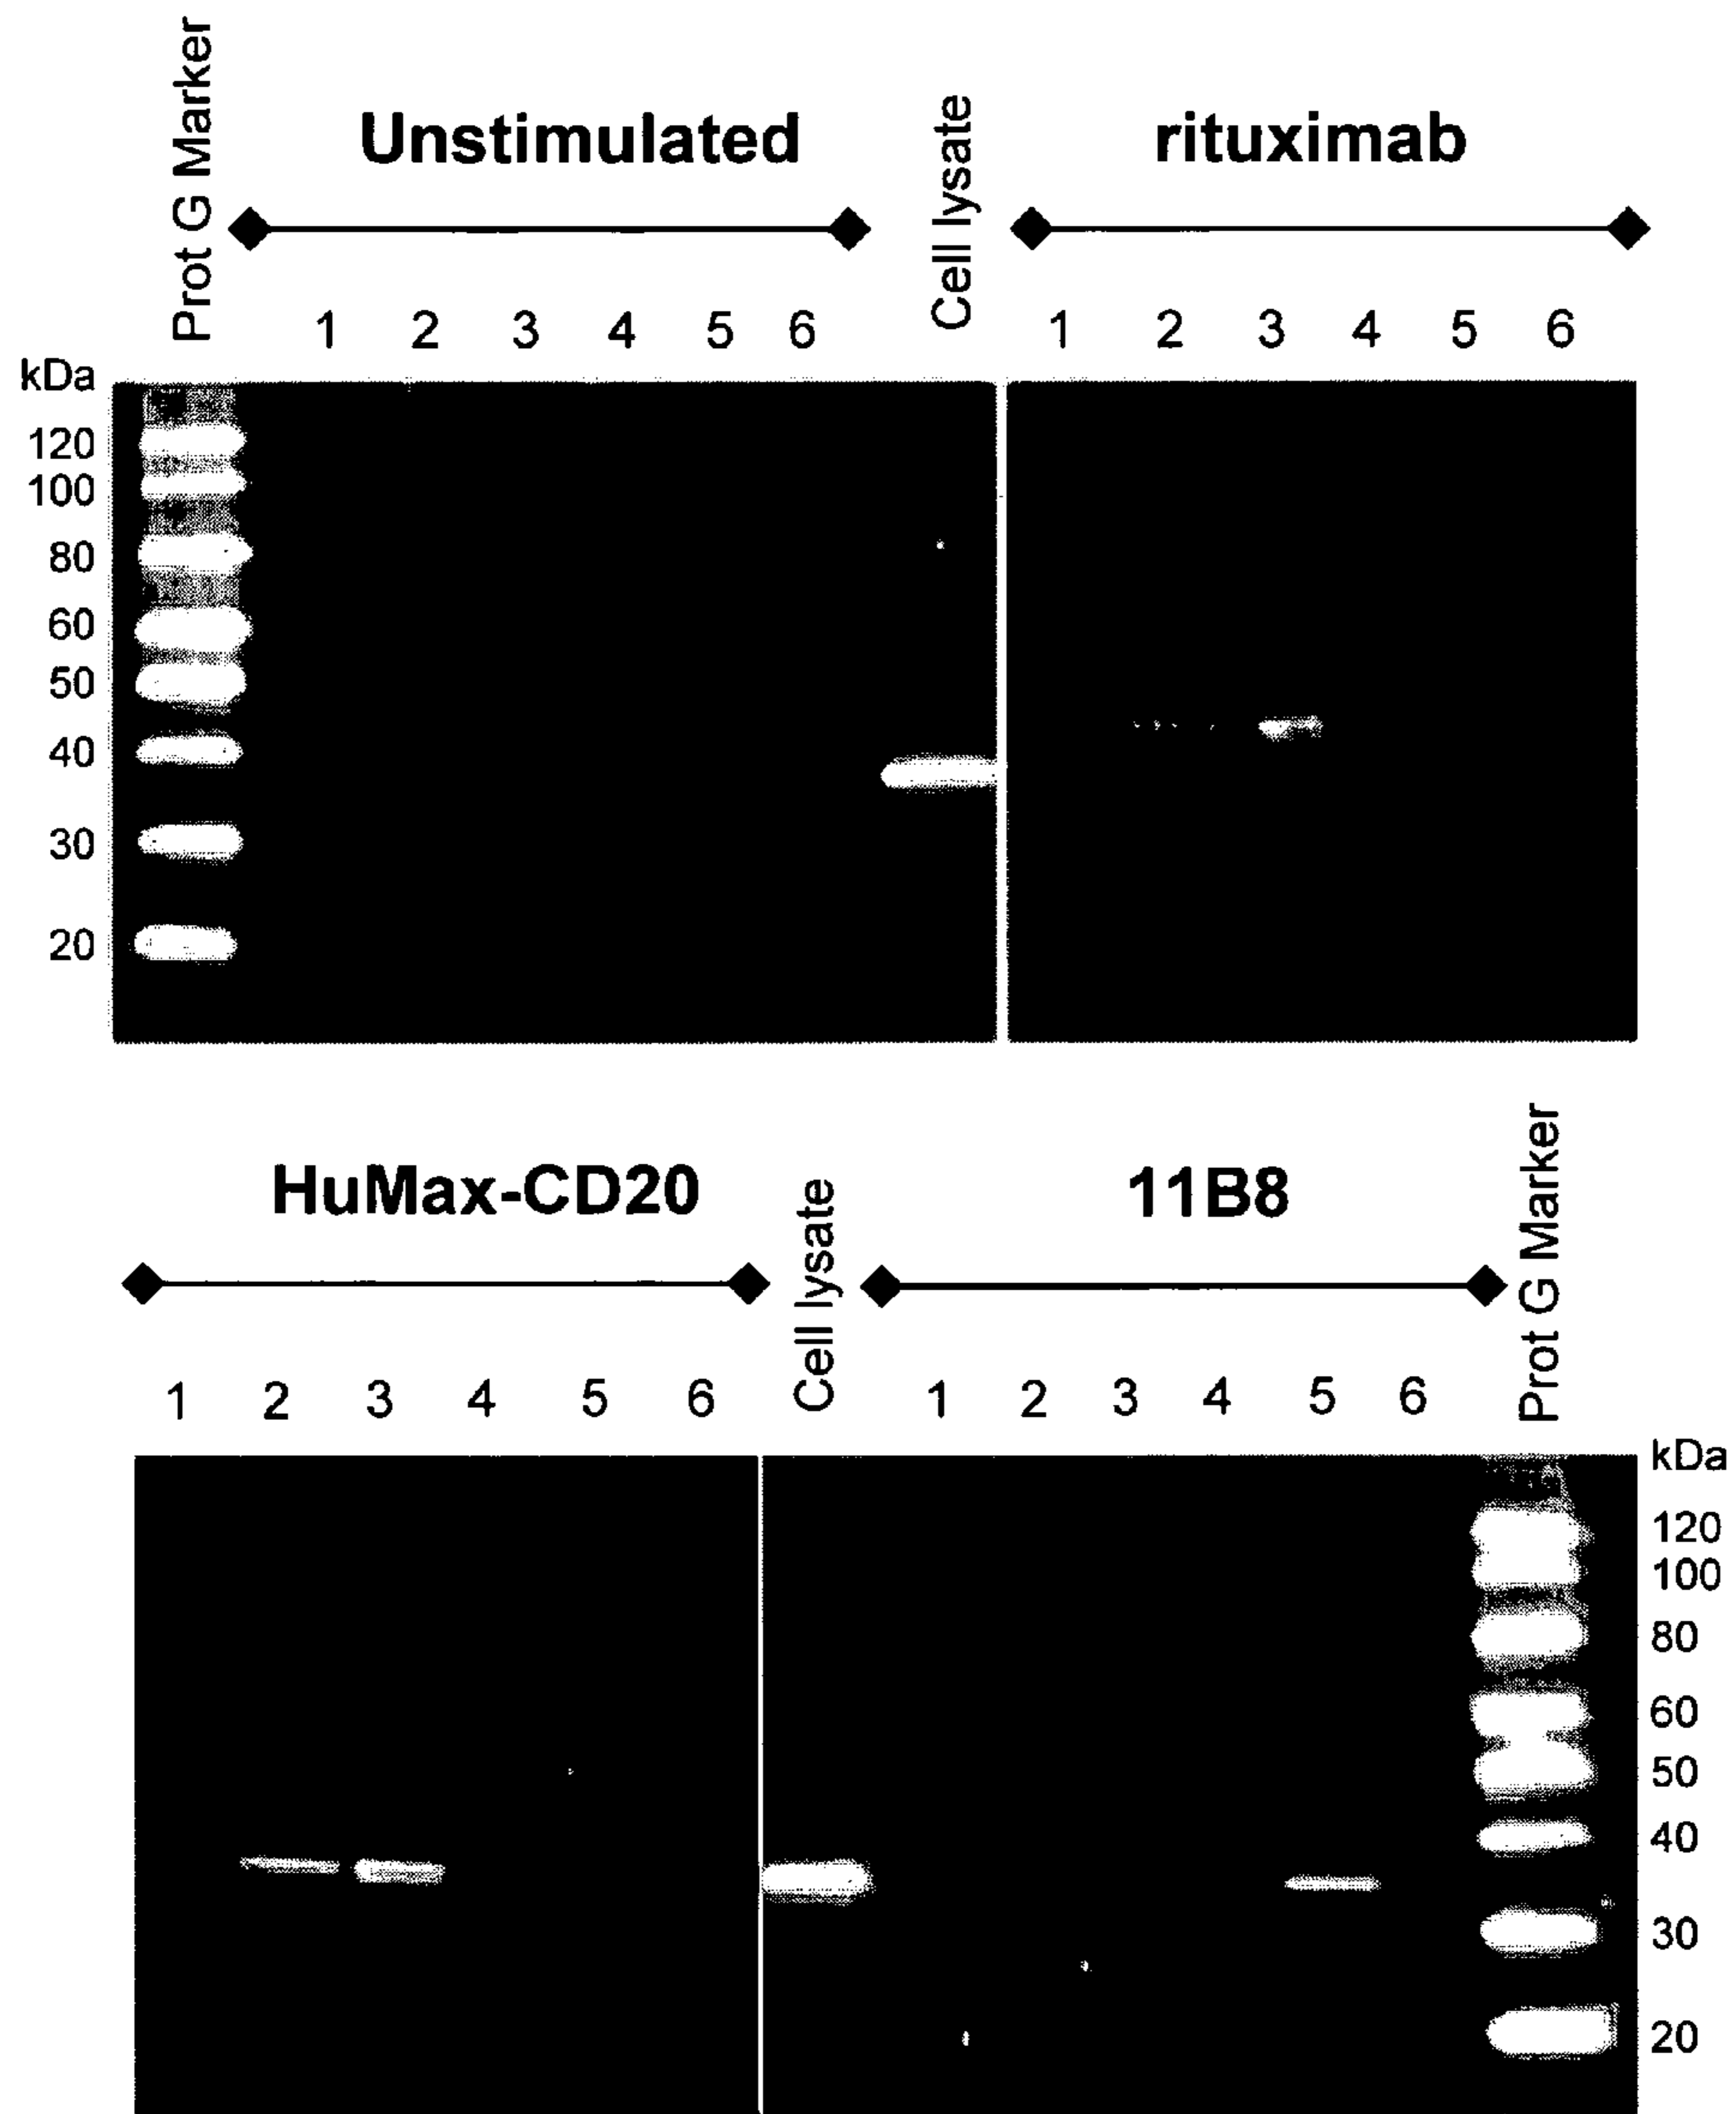 Prot G Marker
Unstimulated
Cell lysate
rituximab
1 2 3 4 5 6
1 2 3 4 5 6
kDa
120
100
80
60
50
40
30
20
HuMax-CD20
Cell lysate
11B8
Prot G Marker
1 2 3 4 5 6
1 2 3 4 5 6
kDa
120
100
80
60
50
40
30
20